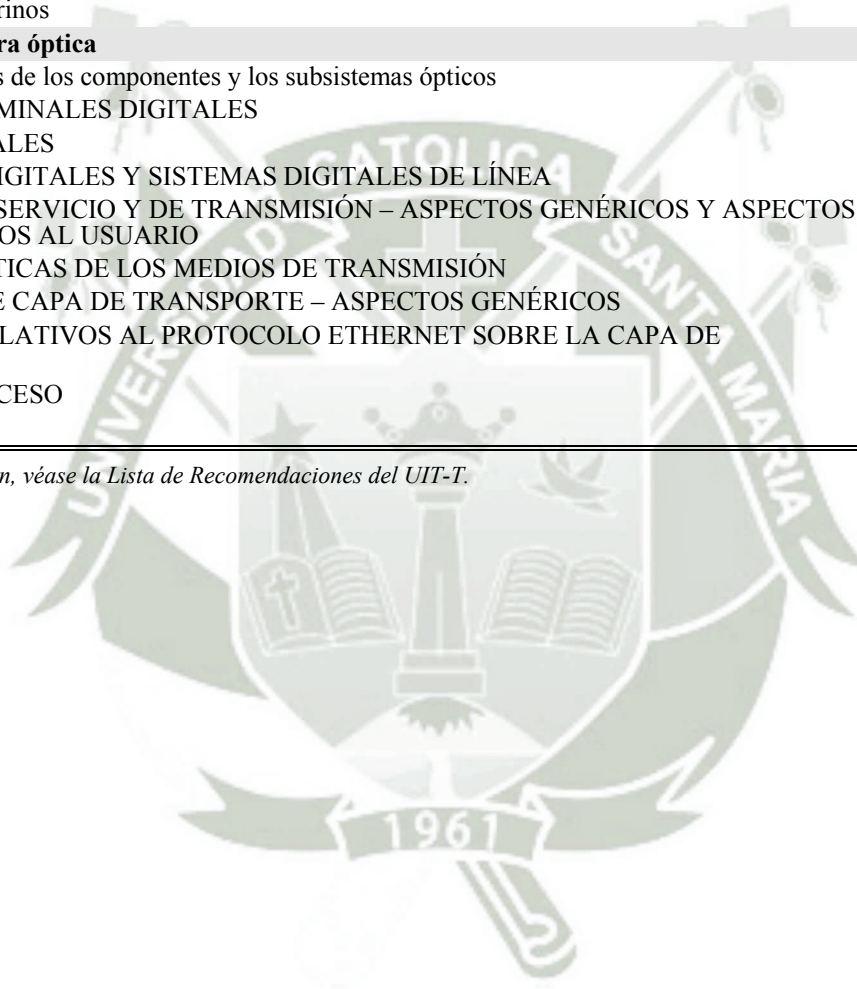 rinos
ra óptica
s de los componentes y los subsistemas ópticos
MINALES DIGITALES
ALES
IGITALES Y SISTEMAS DIGITALES DE LÍNEA
SERVICIO Y DE TRANSMISIÓN – ASPECTOS GENÉRICOS Y ASPECTOS
OS AL USUARIO
TICAS DE LOS MEDIOS DE TRANSMISIÓN
E CAPA DE TRANSPORTE – ASPECTOS GENÉRICOS
LATIVOS AL PROTOCOLO ETHERNET SOBRE LA CAPA DE
CESO
n, véase la Lista de Recomendaciones del UIT-T.
UNIVERSIDAD CATOLICA SANTA MARIA
1961